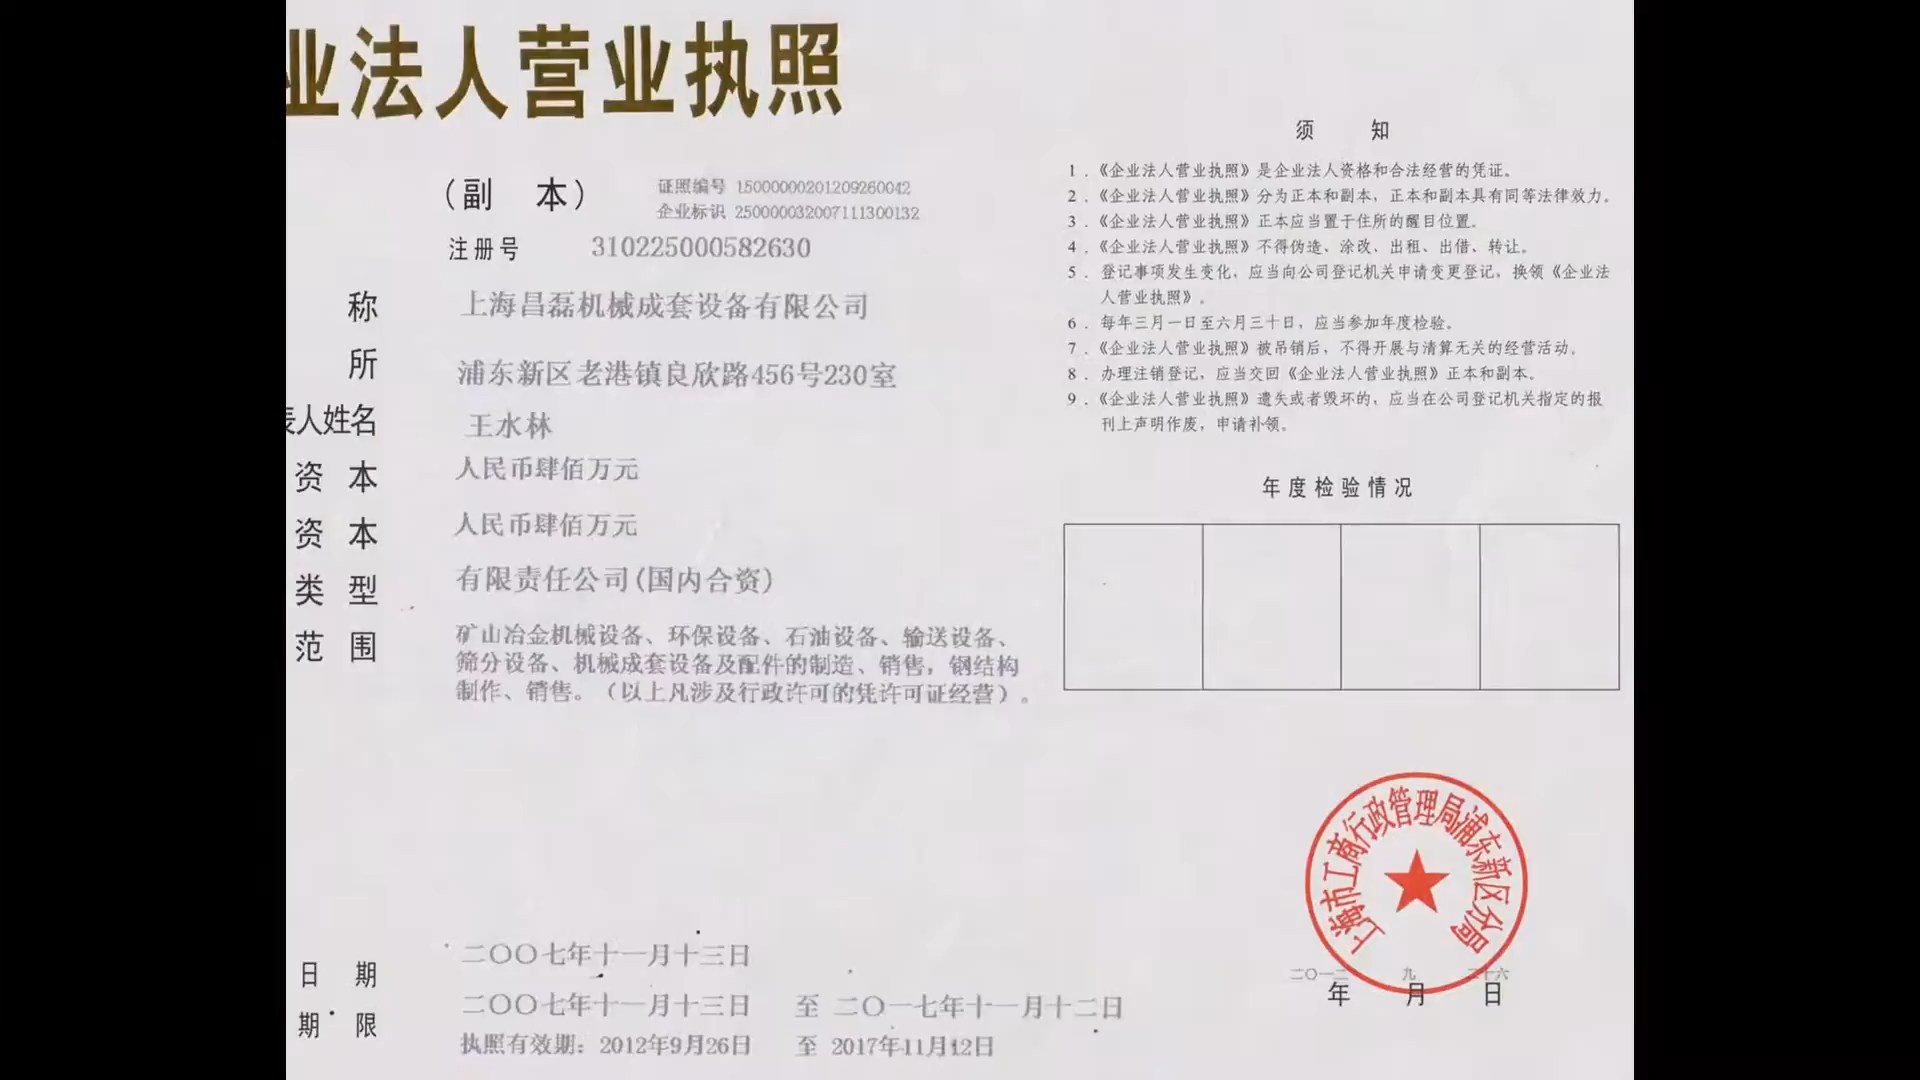 业法人营业执照
（副 本）
证照编号 15000000201209260042
企业标识 250000032007111300132
注册号 310225000582630
称 上海昌磊机械成套设备有限公司
所 浦东新区老港镇良欣路456号230室
表人姓名 王水林
资 本 人民币肆佰万元
资 本 人民币肆佰万元
类 型 有限责任公司(国内合资)
范 围 矿山冶金机械设备、环保设备、石油设备、输送设备、
筛分设备、机械成套设备及配件的制造、销售，钢结构
制作、销售。（以上凡涉及行政许可的凭许可证经营）。
日 期 二〇〇七年十一月十三日
期 限 二〇〇七年十一月十三日 至 二〇一七年十一月十二日
执照有效期：2012年9月26日 至 2017年11月12日
须 知
1．《企业法人营业执照》是企业法人资格和合法经营的凭证。
2．《企业法人营业执照》分为正本和副本，正本和副本具有同等法律效力。
3．《企业法人营业执照》正本应当置于住所的醒目位置。
4．《企业法人营业执照》不得伪造、涂改、出租、出借、转让。
5．登记事项发生变化，应当向公司登记机关申请变更登记，换领《企业法
人营业执照》。
6．每年三月一日至六月三十日，应当参加年度检验。
7．《企业法人营业执照》被吊销后，不得开展与清算无关的经营活动。
8．办理注销登记，应当交回《企业法人营业执照》正本和副本。
9．《企业法人营业执照》遗失或者毁坏的，应当在公司登记机关指定的报
刊上声明作废，申请补领。
年度检验情况
上海市工商行政管理局浦东新区分局
二〇一二 九 二十六
年 月 日